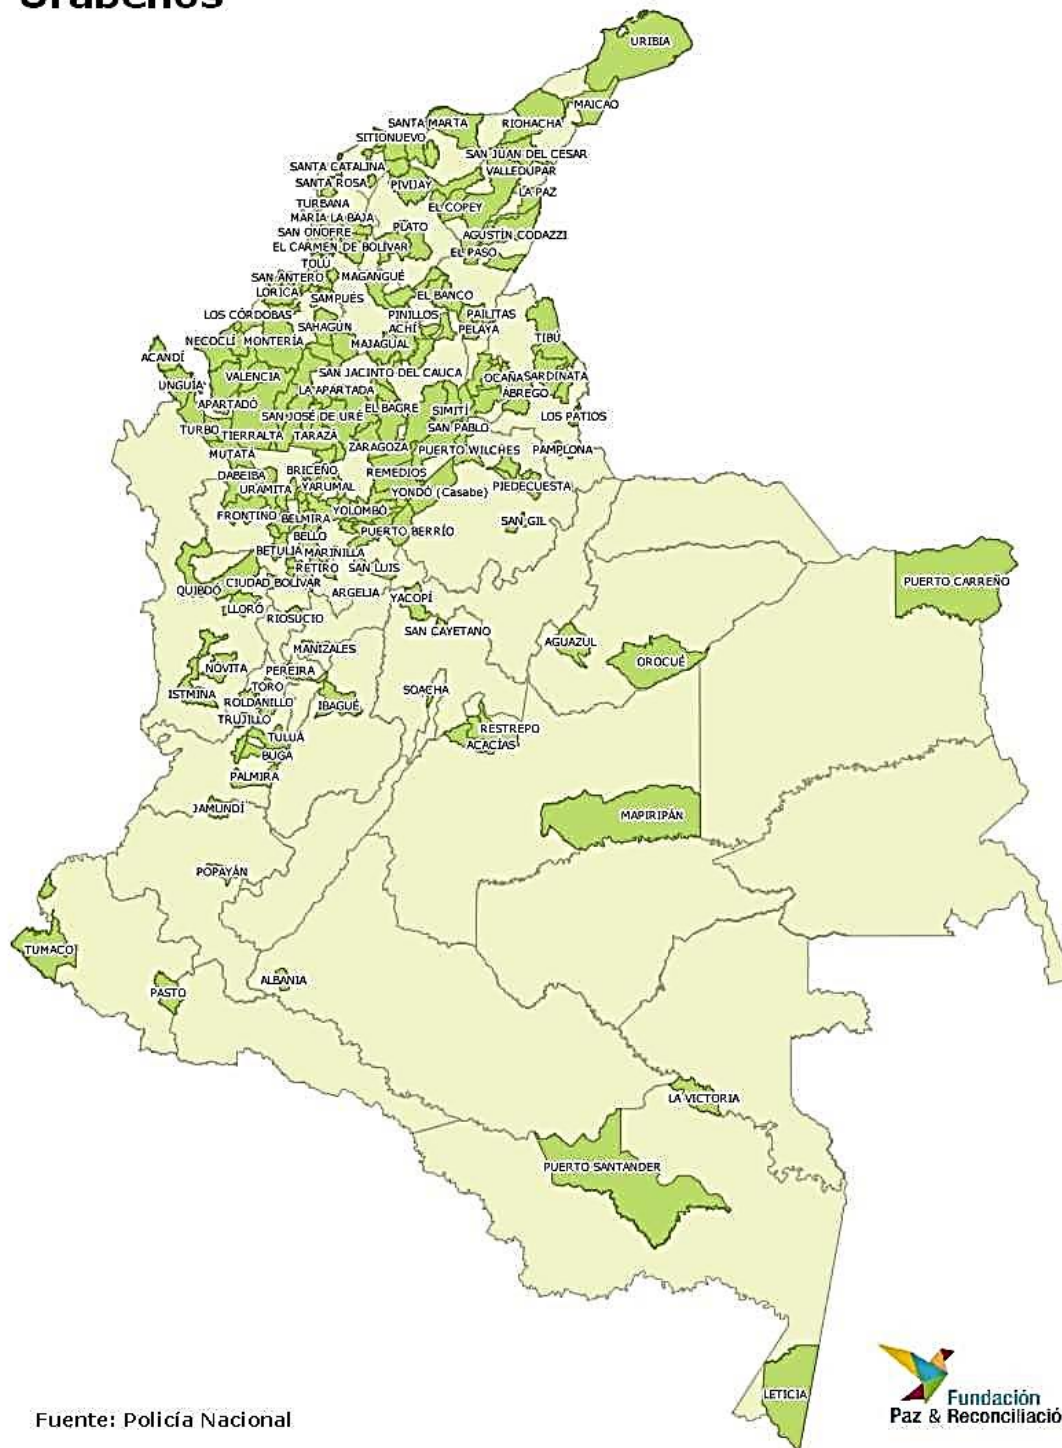 Urabeños
URIBIA
MAICAO
SANTA MARTA
RIOHACHA
SITIONUEVO
SAN JUAN DEL CESAR
SANTA CATALINA
VALLEDUPAR
SANTA ROSA
PIVIJAY
LA PAZ
TURBANA
EL COPEY
MARÍA LA BAJA
PLATO
SAN ONOFRE
AGUSTÍN CODAZZI
EL CARMEN DE BOLÍVAR
EL PASO
TOLÚ
SAN ANTERO
MAGANGUÉ
LORICA
SAMPUÉS
EL BANCO
LOS CÓRDOBAS
PINILLOS
PAILITAS
SAHAGÚN
ACHÍ
PELAYA
NECOCLÍ
MONTERÍA
MAJAGUAL
TIBÚ
ACANDÍ
UNGUÍA
VALENCIA
SAN JACINTO DEL CAUCA
OCAÑA
SARDINATA
LA APARTADA
ÁBREGO
APARTADÓ
SAN JOSÉ DE URÉ
EL BAGRE
SIMITÍ
LOS PATIOS
TURBO
TIERRALTA
TARAZÁ
SAN PABLO
ZARAGOZA
PUERTO WILCHES
PAMPLONA
MUTATÁ
DABEIBA
BRICEÑO
REMEDIOS
URAMITA
YARUMAL
YONDÓ (Casabe)
PIEDECUESTA
FRONTINO
BELMIRA
YOLOMBÓ
SAN GIL
BELLO
PUERTO BERRÍO
BETULIA
MARINILLA
RETIRO
SAN LUIS
QUIBDÓ
CIUDAD BOLÍVAR
ARGELIA
YACOPÍ
PUERTO CARREÑO
LLORÓ
RIOSUCIO
SAN CAYETANO
AGUAZUL
MANIZALES
OROCUÉ
NÓVITA
PEREIRA
ISTMINA
TORO
SOACHA
ROLDANILLO
IBAGUÉ
TRUJILLO
RESTREPO
TULUÁ
ACACÍAS
BUGA
PALMIRA
JAMUNDÍ
MAPIRIPÁN
POPAYÁN
TUMACO
PASTO
ALBANIA
LA VICTORIA
PUERTO SANTANDER
LETICIA
Fuente: Policía Nacional
Fundación
Paz & Reconciliació